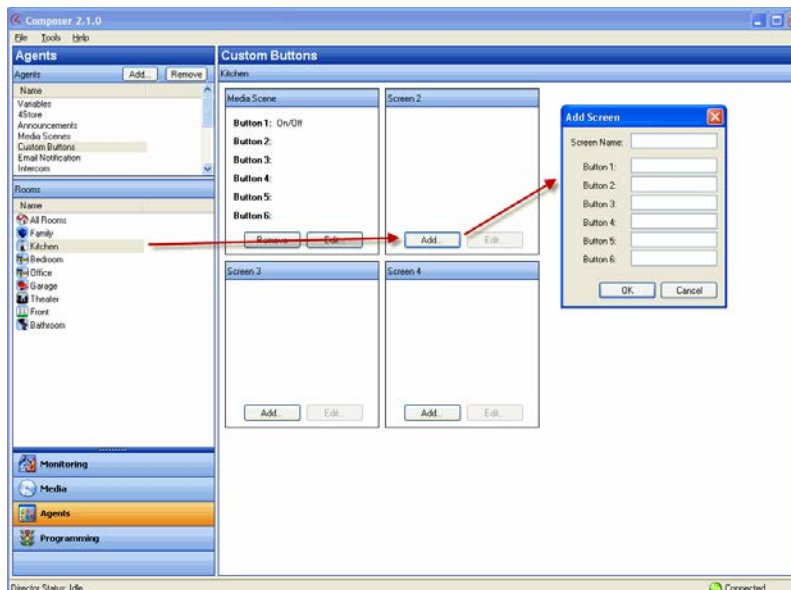 Composer 2.1.0
File Tools Help
Agents
Agents Add... Remove
Name
Variables
4Store
Announcements
Media Scenes
Custom Buttons
Email Notification
Intercom
Rooms
Name
All Rooms
Family
Kitchen
Bedroom
Office
Garage
Theater
Front
Bathroom
Monitoring
Media
Agents
Programming
Custom Buttons
Kitchen
Media Scene
Button 1: On/Off
Button 2:
Button 3:
Button 4:
Button 5:
Button 6:
Remove Edit...
Screen 2
Add... Edit...
Screen 3
Add... Edit...
Screen 4
Add... Edit...
Add Screen
Screen Name:
Button 1:
Button 2:
Button 3:
Button 4:
Button 5:
Button 6:
OK Cancel
Director Status: Idle
Connected